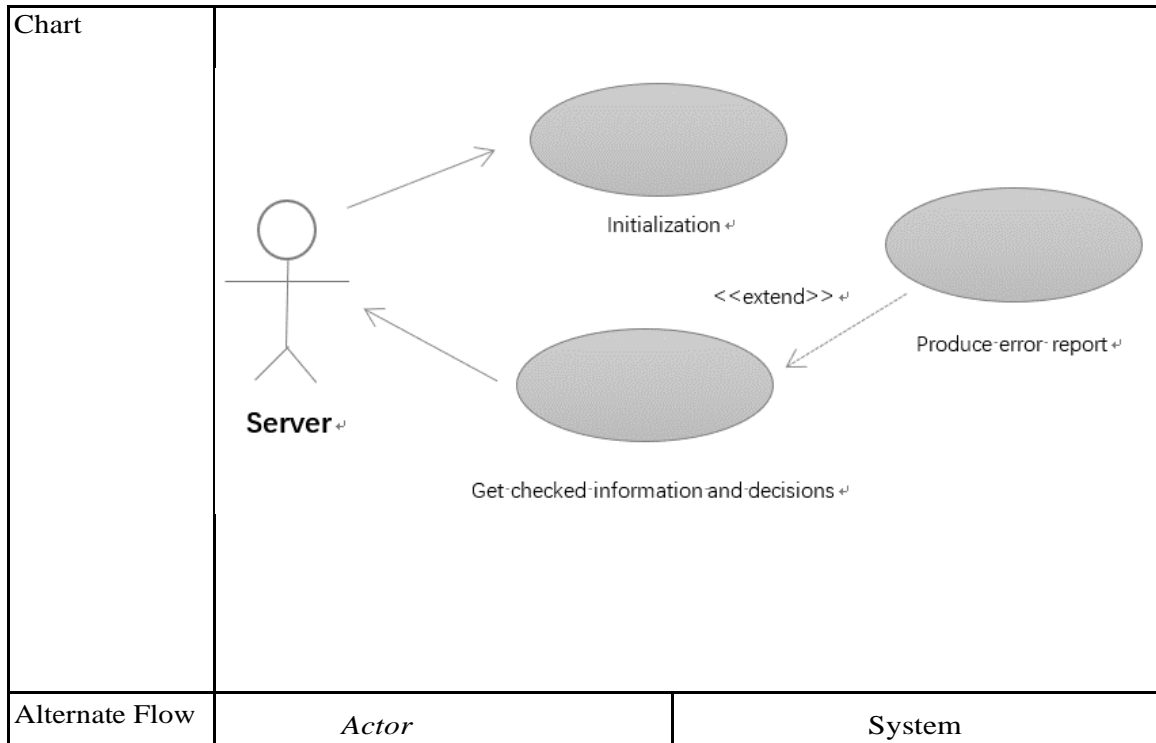 Chart
Initialization
<<extend>>
Produce error report
Server
Get checked information and decisions
Alternate Flow Actor System